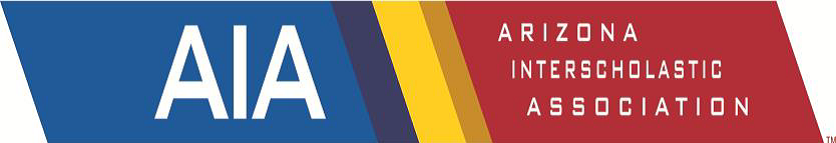 AIA
ARIZONA
INTERSCHOLASTIC
ASSOCIATION
TM